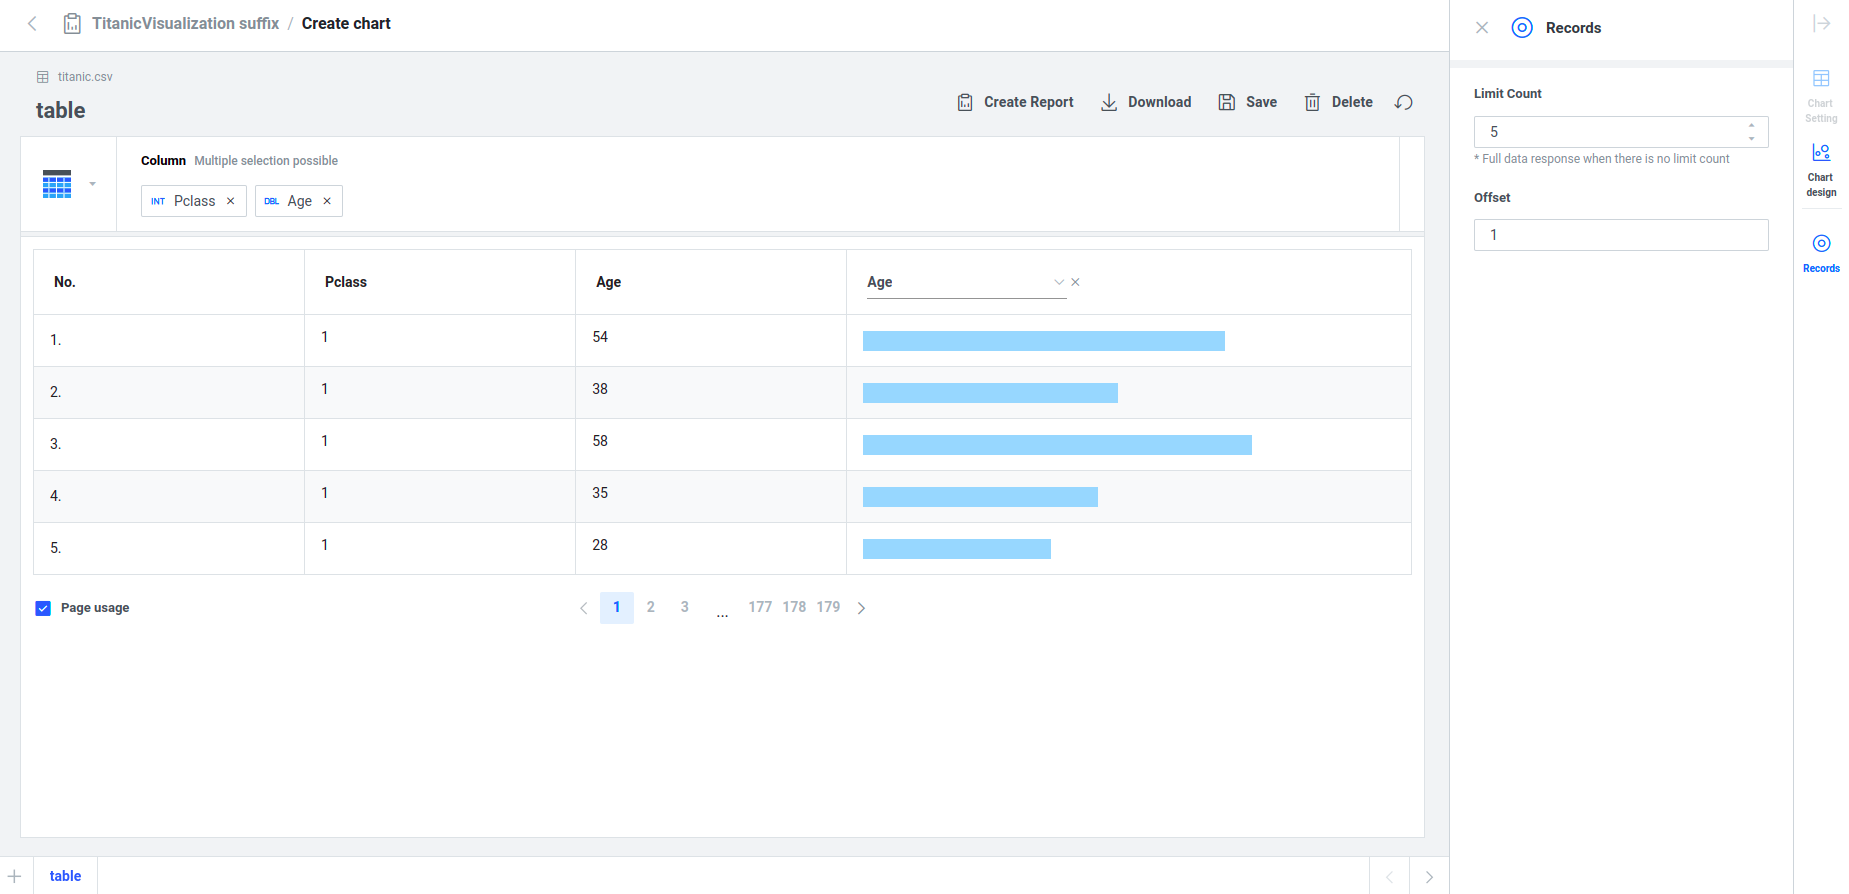 TitanicVisualization suffix / Create chart
titanic.csv
table
Create Report Download Save Delete
Column Multiple selection possible
INT Pclass × DBL Age ×
No. Pclass Age Age
1. 1 54
2. 1 38
3. 1 58
4. 1 35
5. 1 28
Page usage
1 2 3 ... 177 178 179
table
Records
Limit Count
5
* Full data response when there is no limit count
Offset
1
Chart
Setting
Chart
design
Records